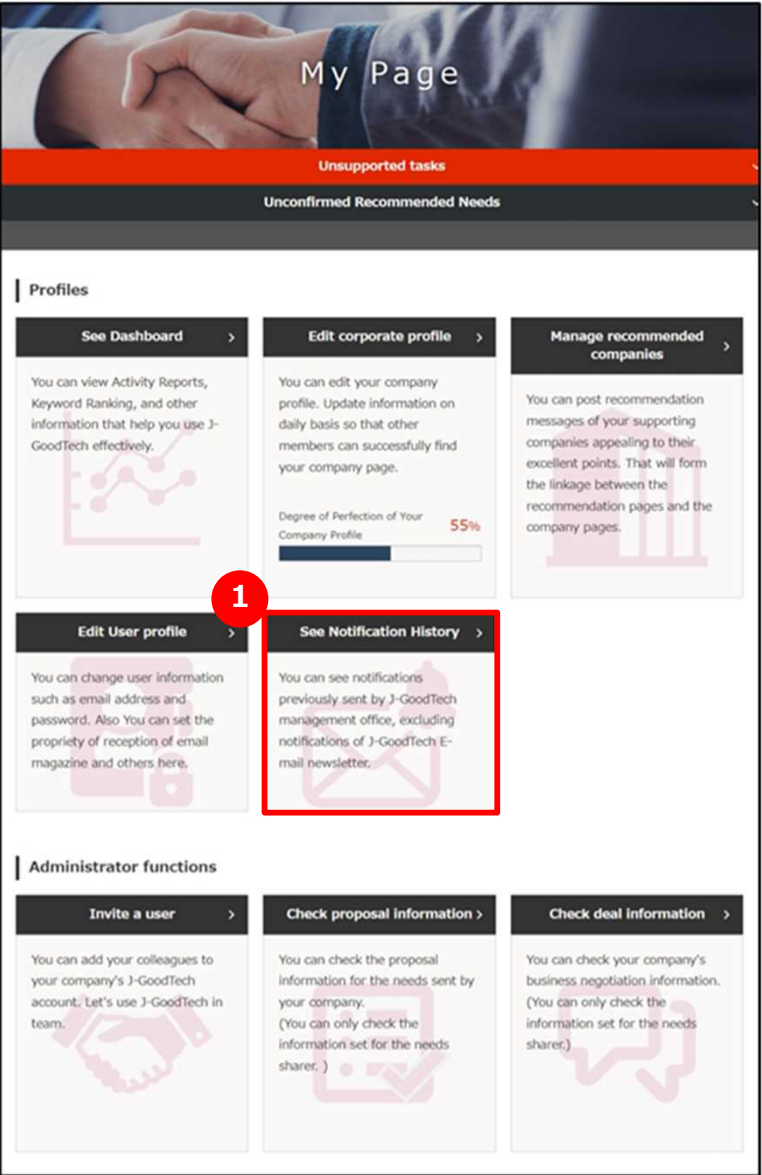 My Page
Unsupported tasks
Unconfirmed Recommended Needs
Profiles
See Dashboard
You can view Activity Reports,
Keyword Ranking, and other
information that help you use J-
GoodTech effectively.
Edit corporate profile
You can edit your company
profile. Update information on
daily basis so that other
members can successfully find
your company page.
Degree of Perfection of Your
Company Profile
55%
Manage recommended
companies
You can post recommendation
messages of your supporting
companies appealing to their
excellent points. That will form
the linkage between the
recommendation pages and the
company pages.
1
Edit User profile
You can change user information
such as email address and
password. Also You can set the
propriety of reception of email
magazine and others here.
See Notification History
You can see notifications
previously sent by J-GoodTech
management office, excluding
notifications of J-GoodTech E-
mail newsletter.
Administrator functions
Invite a user
You can add your colleagues to
your company's J-GoodTech
account. Let's use J-GoodTech in
team.
Check proposal information
You can check the proposal
information for the needs sent by
your company.
(You can only check the
information set for the needs
sharer. )
Check deal information
You can check your company's
business negotiation information.
(You can only check the
information set for the needs
sharer.)